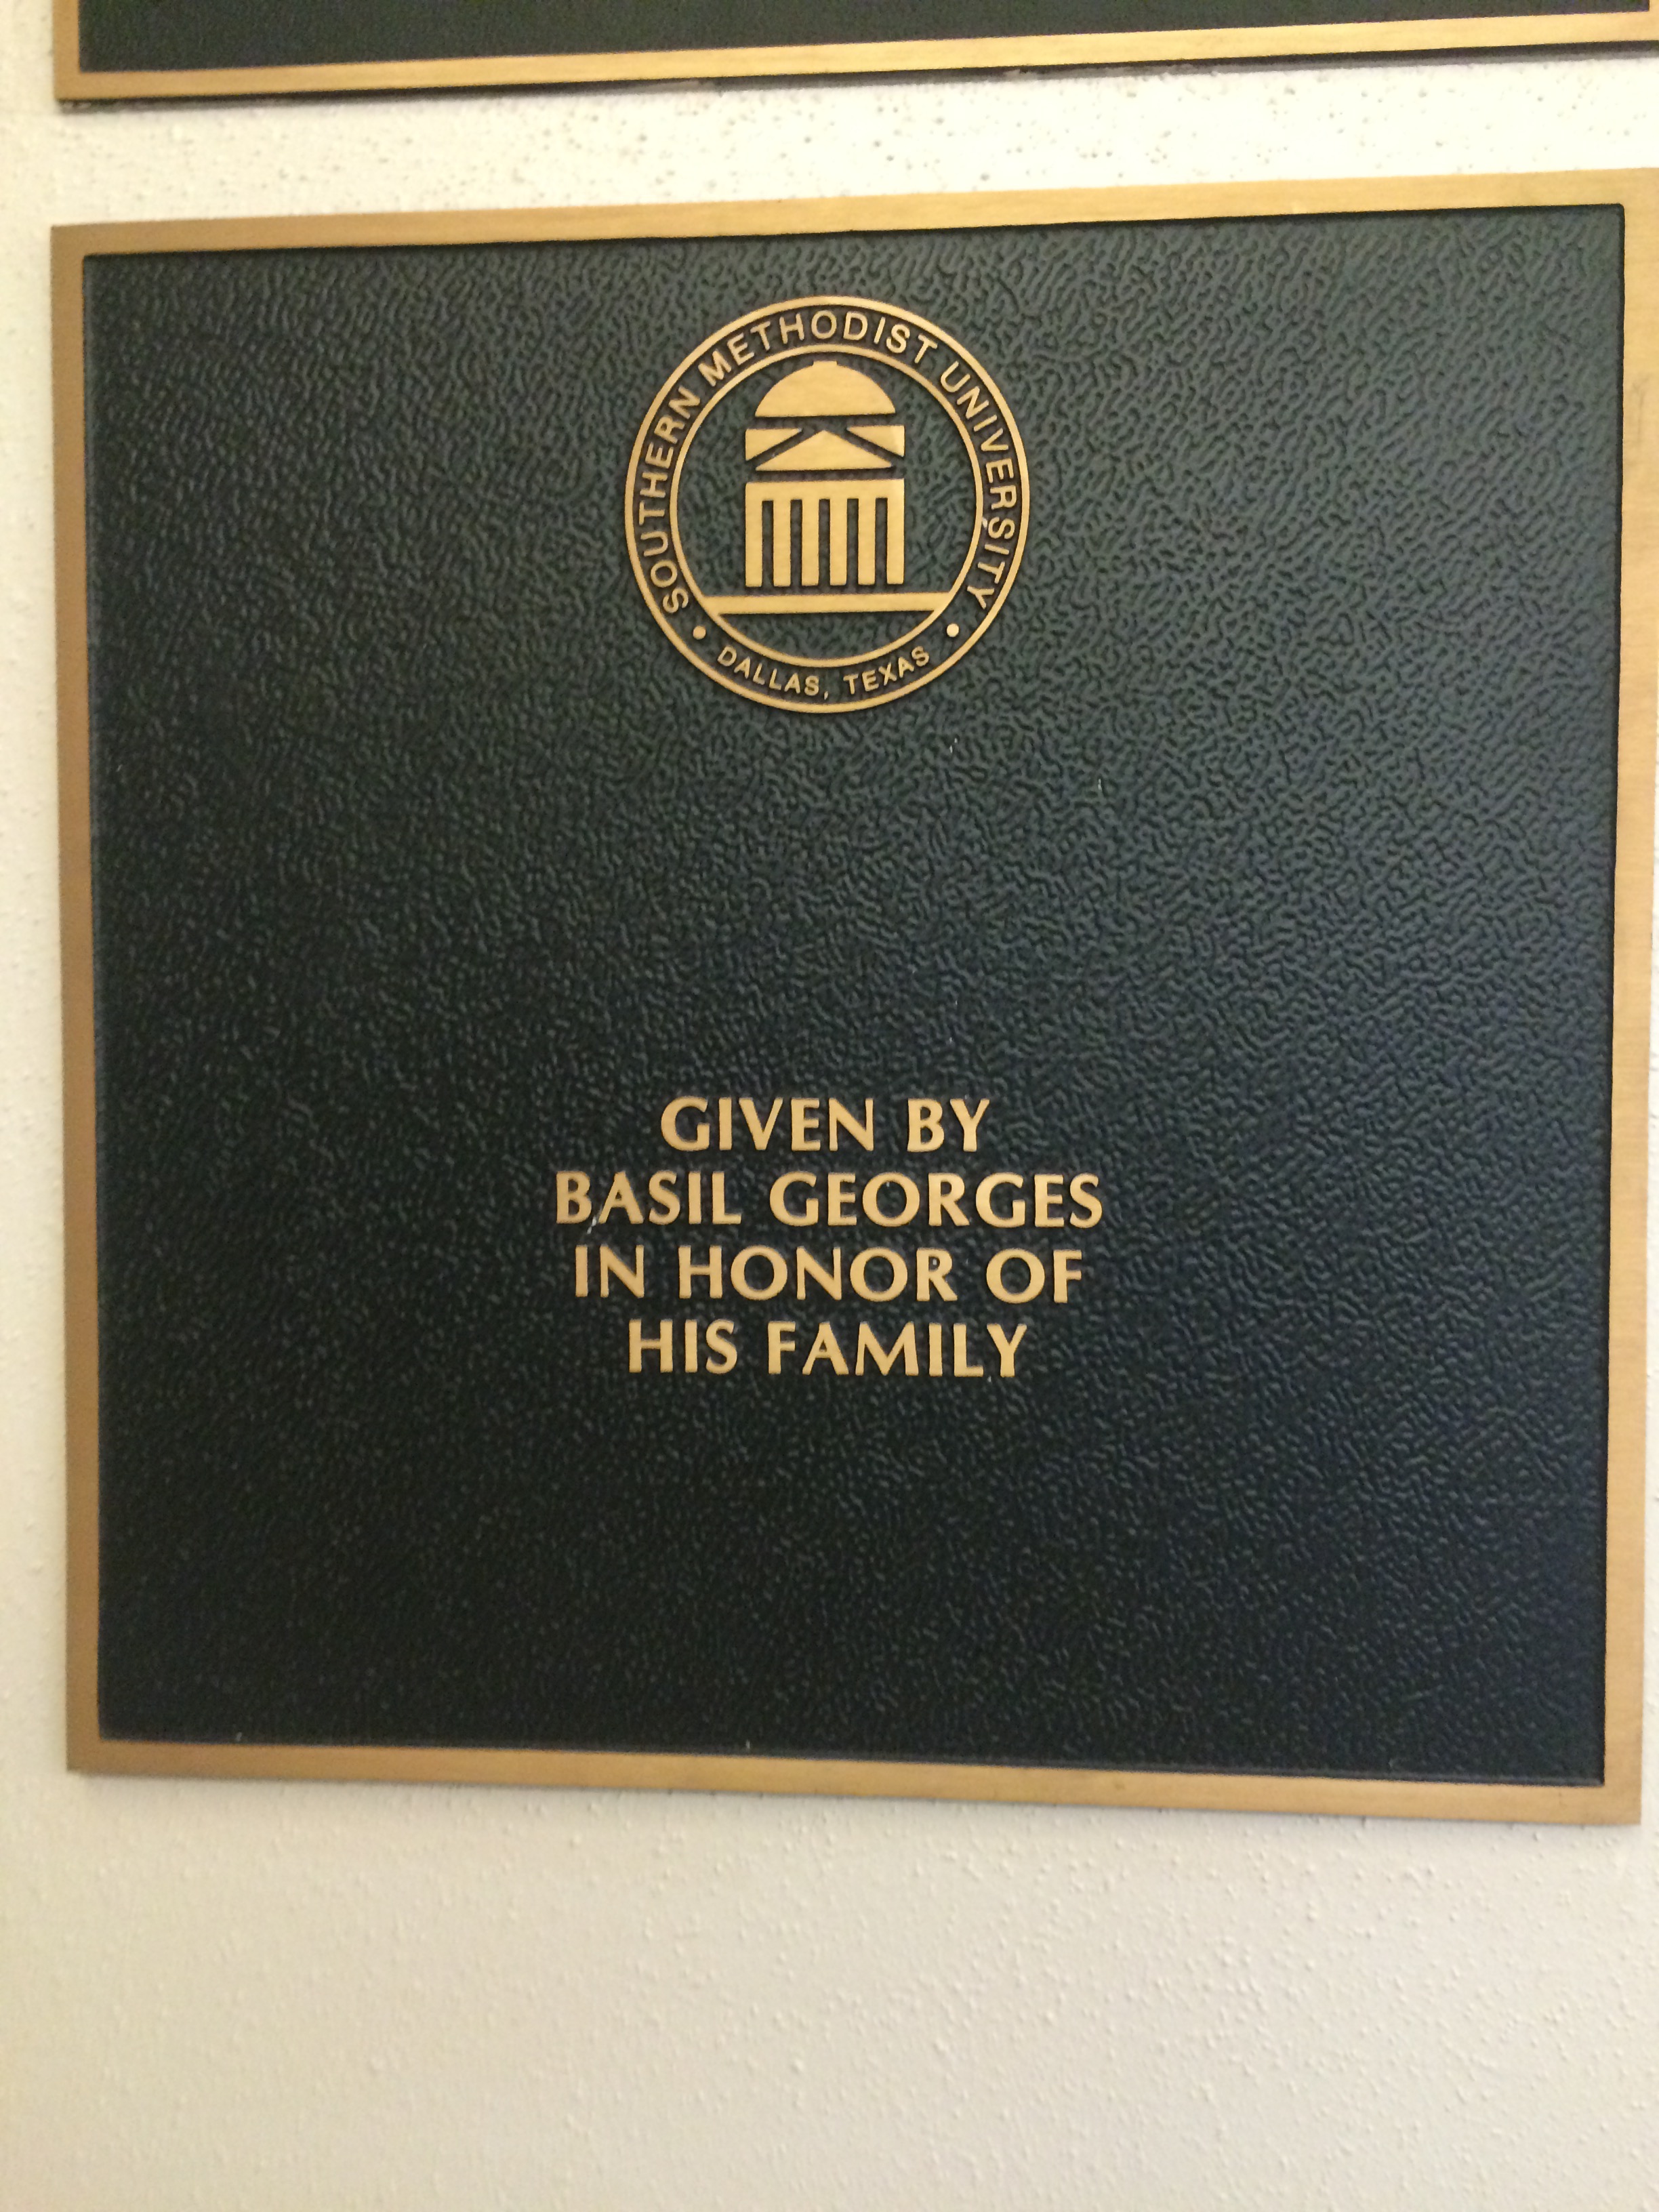 SOUTHERN METHODIST UNIVERSITY
DALLAS, TEXAS
GIVEN BY
BASIL GEORGES
IN HONOR OF
HIS FAMILY